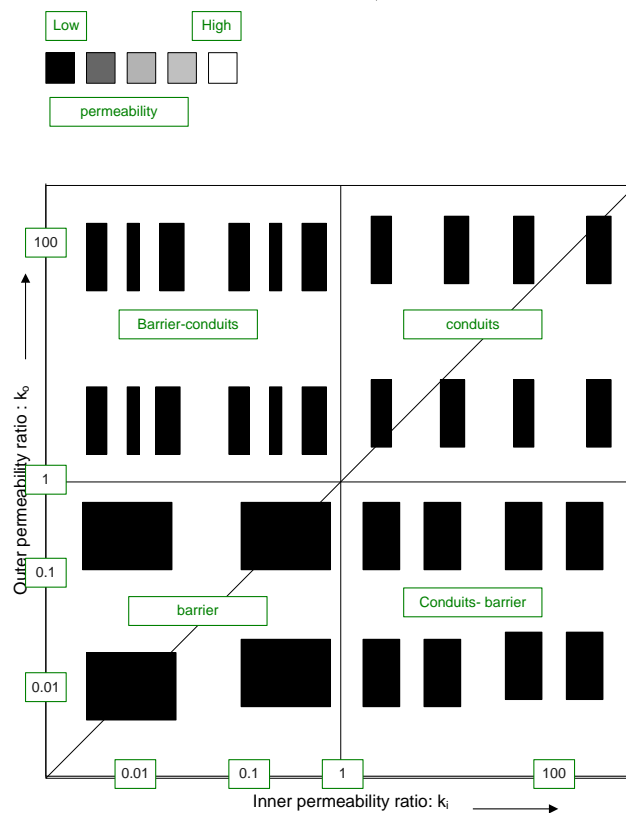 Low High
permeability
100
Barrier-conduits conduits
Outer permeability ratio : kₒ
1
0.1
barrier Conduits- barrier
0.01
0.01 0.1 1 100
Inner permeability ratio: kᵢ